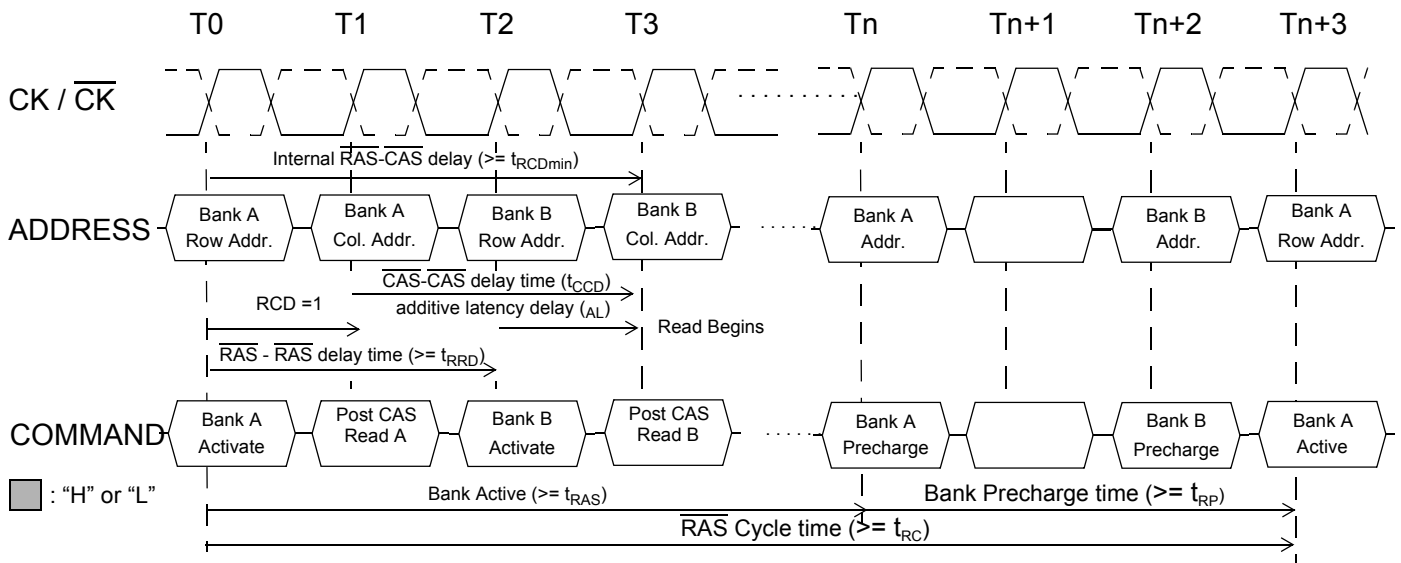 T0 T1 T2 T3 Tn Tn+1 Tn+2 Tn+3
CK / CK
Internal RAS-CAS delay (>= tRCDmin)
ADDRESS
Bank A
Row Addr.
Bank A
Col. Addr.
Bank B
Row Addr.
Bank B
Col. Addr.
Bank A
Addr.
Bank B
Addr.
Bank A
Row Addr.
CAS-CAS delay time (tCCD)
RCD =1
additive latency delay (AL)
Read Begins
RAS - RAS delay time (>= tRRD)
COMMAND
Bank A
Activate
Post CAS
Read A
Bank B
Activate
Post CAS
Read B
Bank A
Precharge
Bank B
Precharge
Bank A
Active
: “H” or “L”
Bank Active (>= tRAS)
Bank Precharge time (>= tRP)
RAS Cycle time (>= tRC)